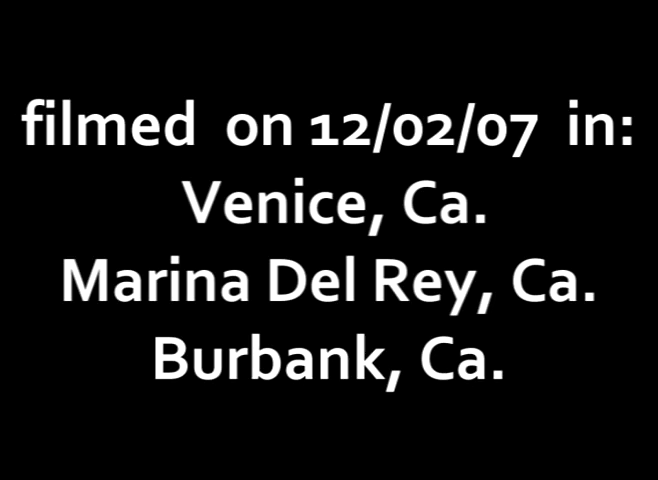 filmed on 12/02/07 in:
Venice, Ca.
Marina Del Rey, Ca.
Burbank, Ca.